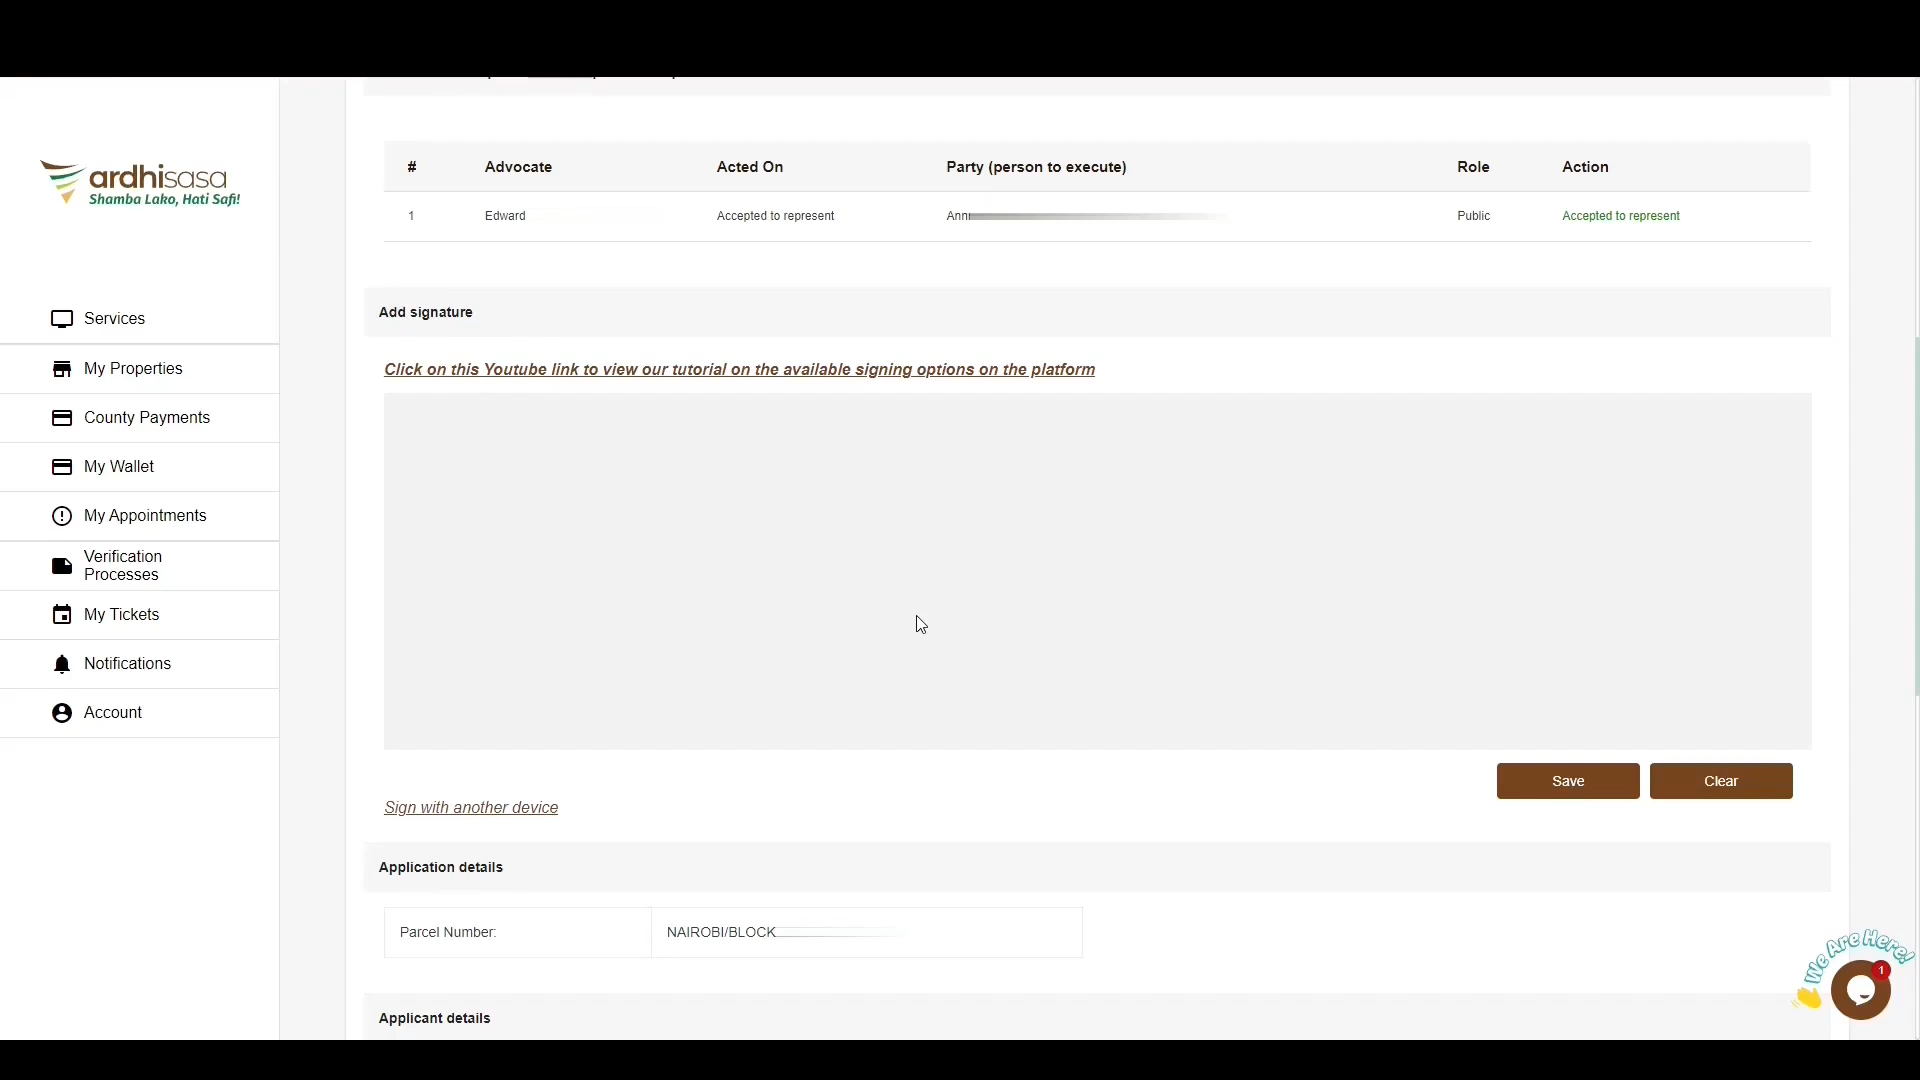 ardhisasa
Shamba Lako, Hati Safi!
Services
My Properties
County Payments
My Wallet
My Appointments
Verification
Processes
My Tickets
Notifications
Account
# Advocate Acted On Party (person to execute) Role Action
1 Edward Accepted to represent Public Accepted to represent
Add signature
Click on this Youtube link to view our tutorial on the available signing options on the platform
Save Clear
Sign with another device
Application details
Parcel Number: NAIROBI/BLOCK
Applicant details
We Are Here!
1